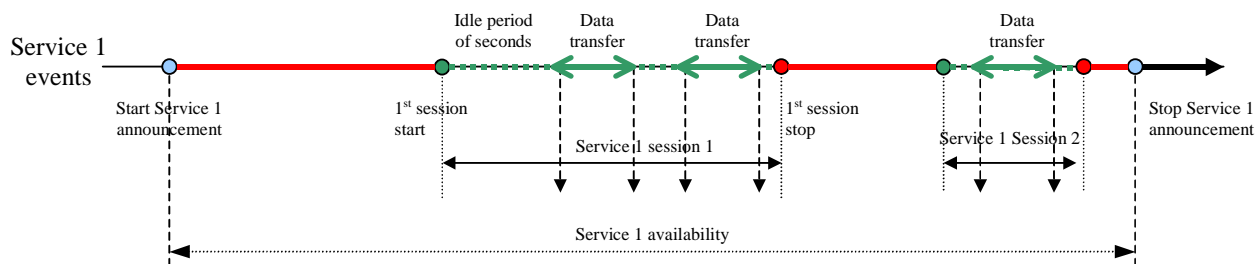 Idle period
of seconds
Data
transfer
Data
transfer
Data
transfer
Service 1
events
Start Service 1
announcement
1st session
start
1st session
stop
Stop Service 1
announcement
Service 1 session 1
Service 1 Session 2
Service 1 availability